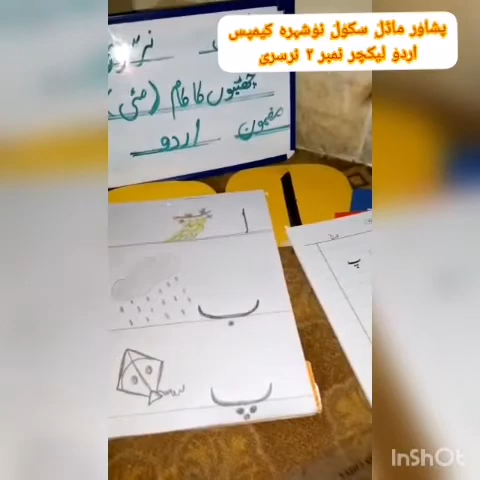 پشاور ماڈل سکول نوشہرہ کیمپس
اردو لیکچر نمبر ۲ نرسری
چھٹیوں کا کام (مئی
مضمون اردو
ا
ب
پ
پ
InShOt